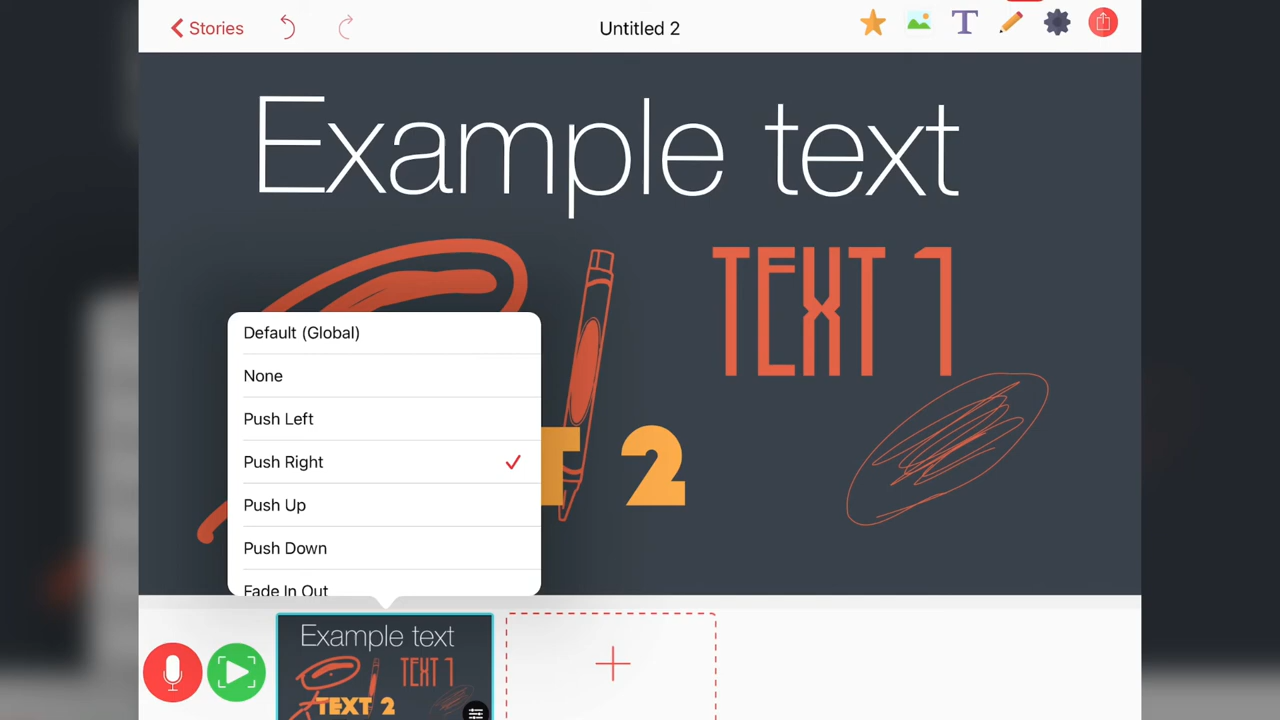 Stories
Untitled 2
T
Example text
TEXT 1
Default (Global)
None
Push Left
Push Right
T 2
Push Up
Push Down
Fade In Out
Example text
TEXT 1
TEXT 2